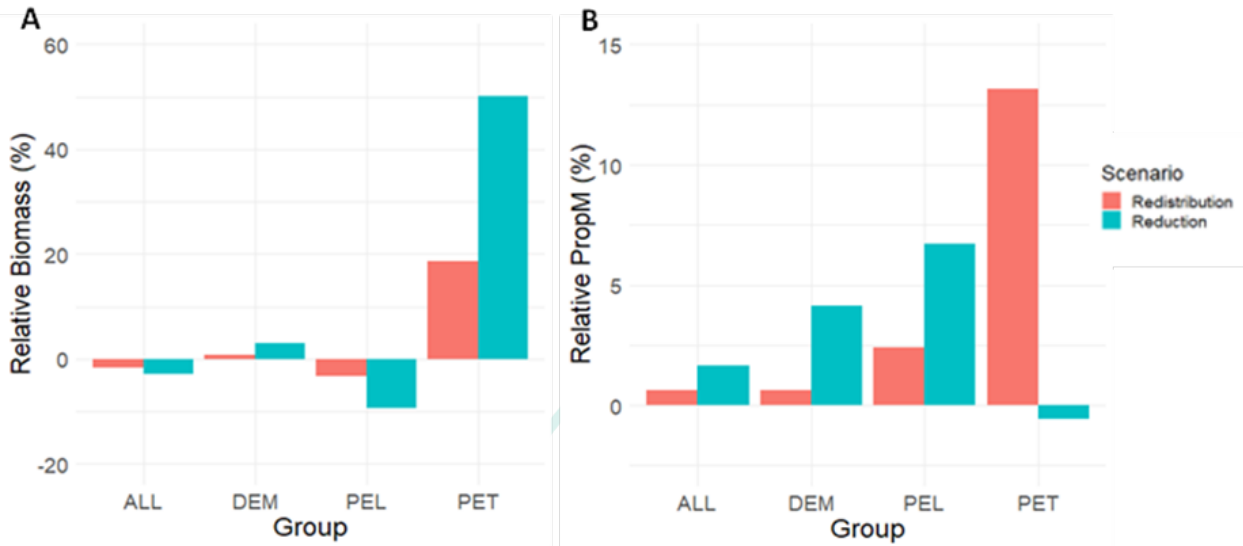 A
Relative Biomass (%)
60
40
20
0
-20
ALL DEM PEL PET
Group
B
Relative PropM (%)
15
10
5
0
ALL DEM PEL PET
Group
Scenario
Redistribution
Reduction